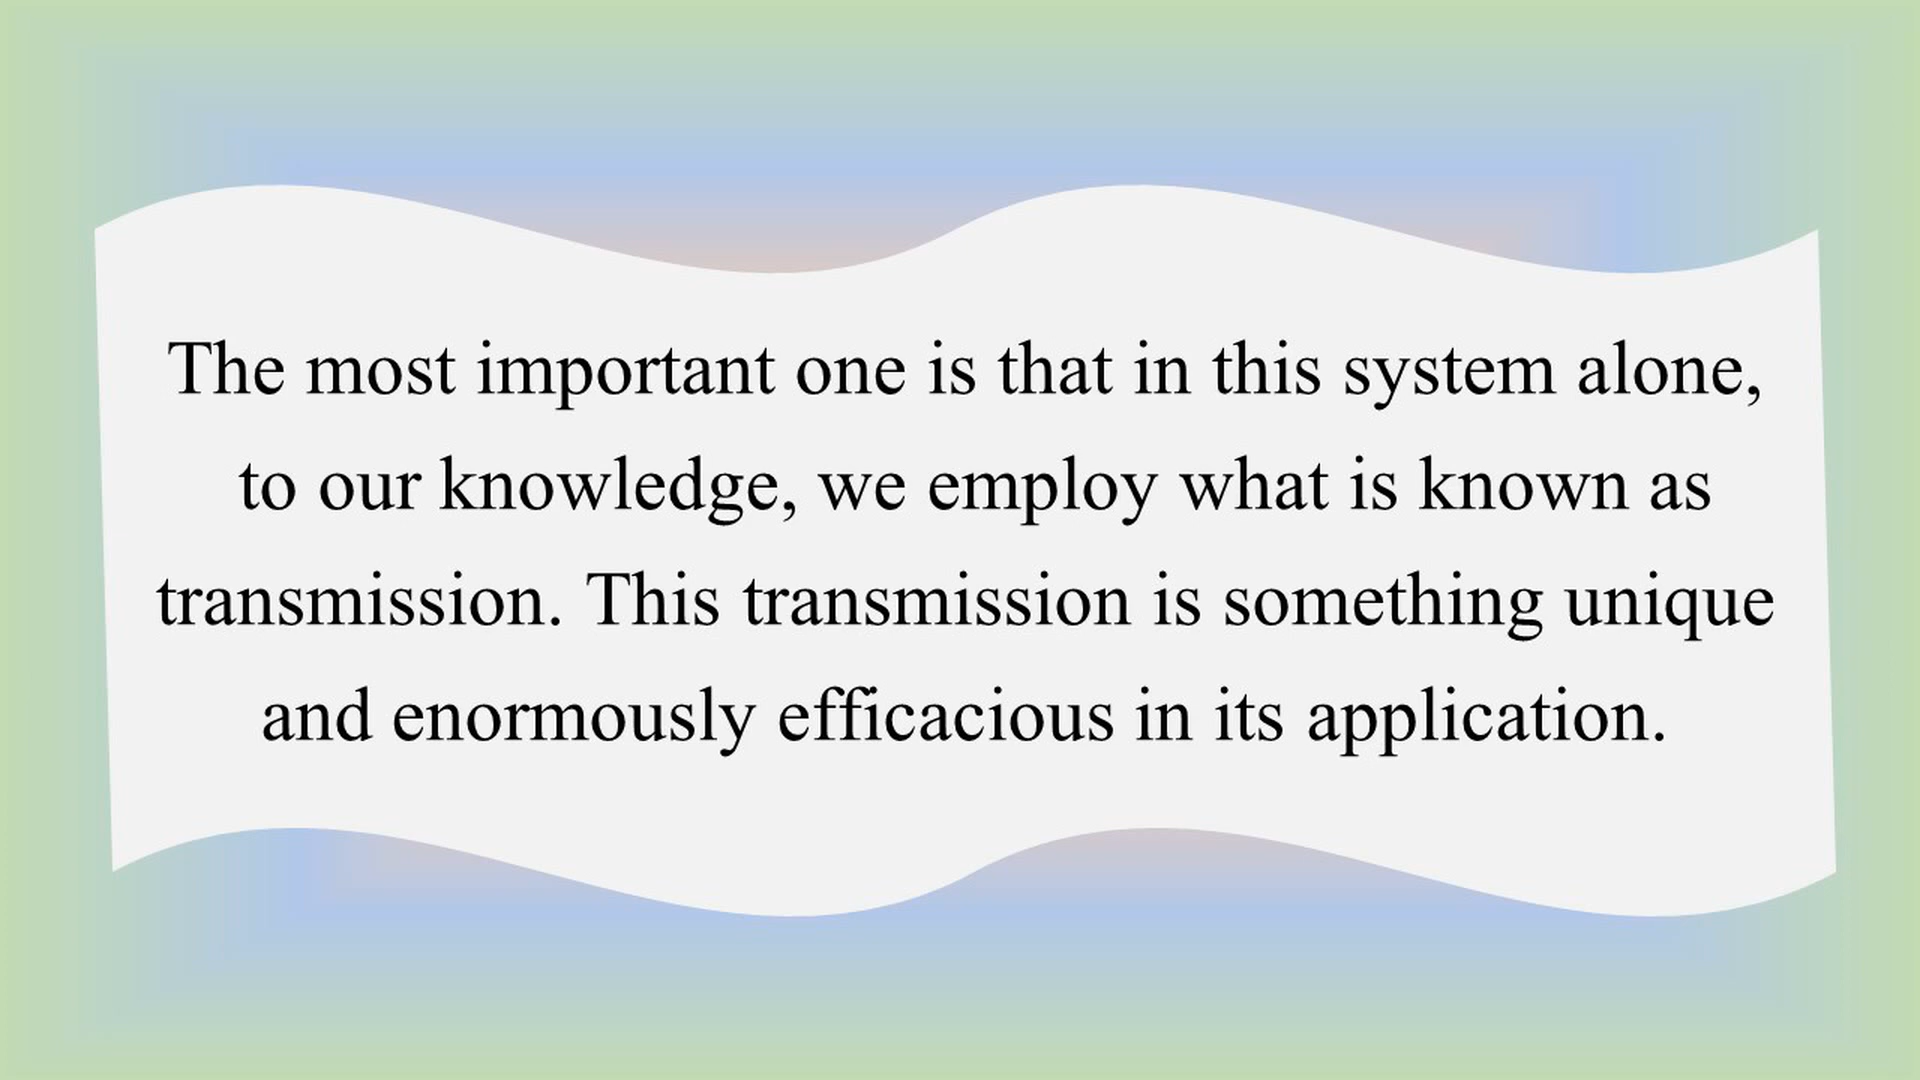 The most important one is that in this system alone,
to our knowledge, we employ what is known as
transmission. This transmission is something unique
and enormously efficacious in its application.